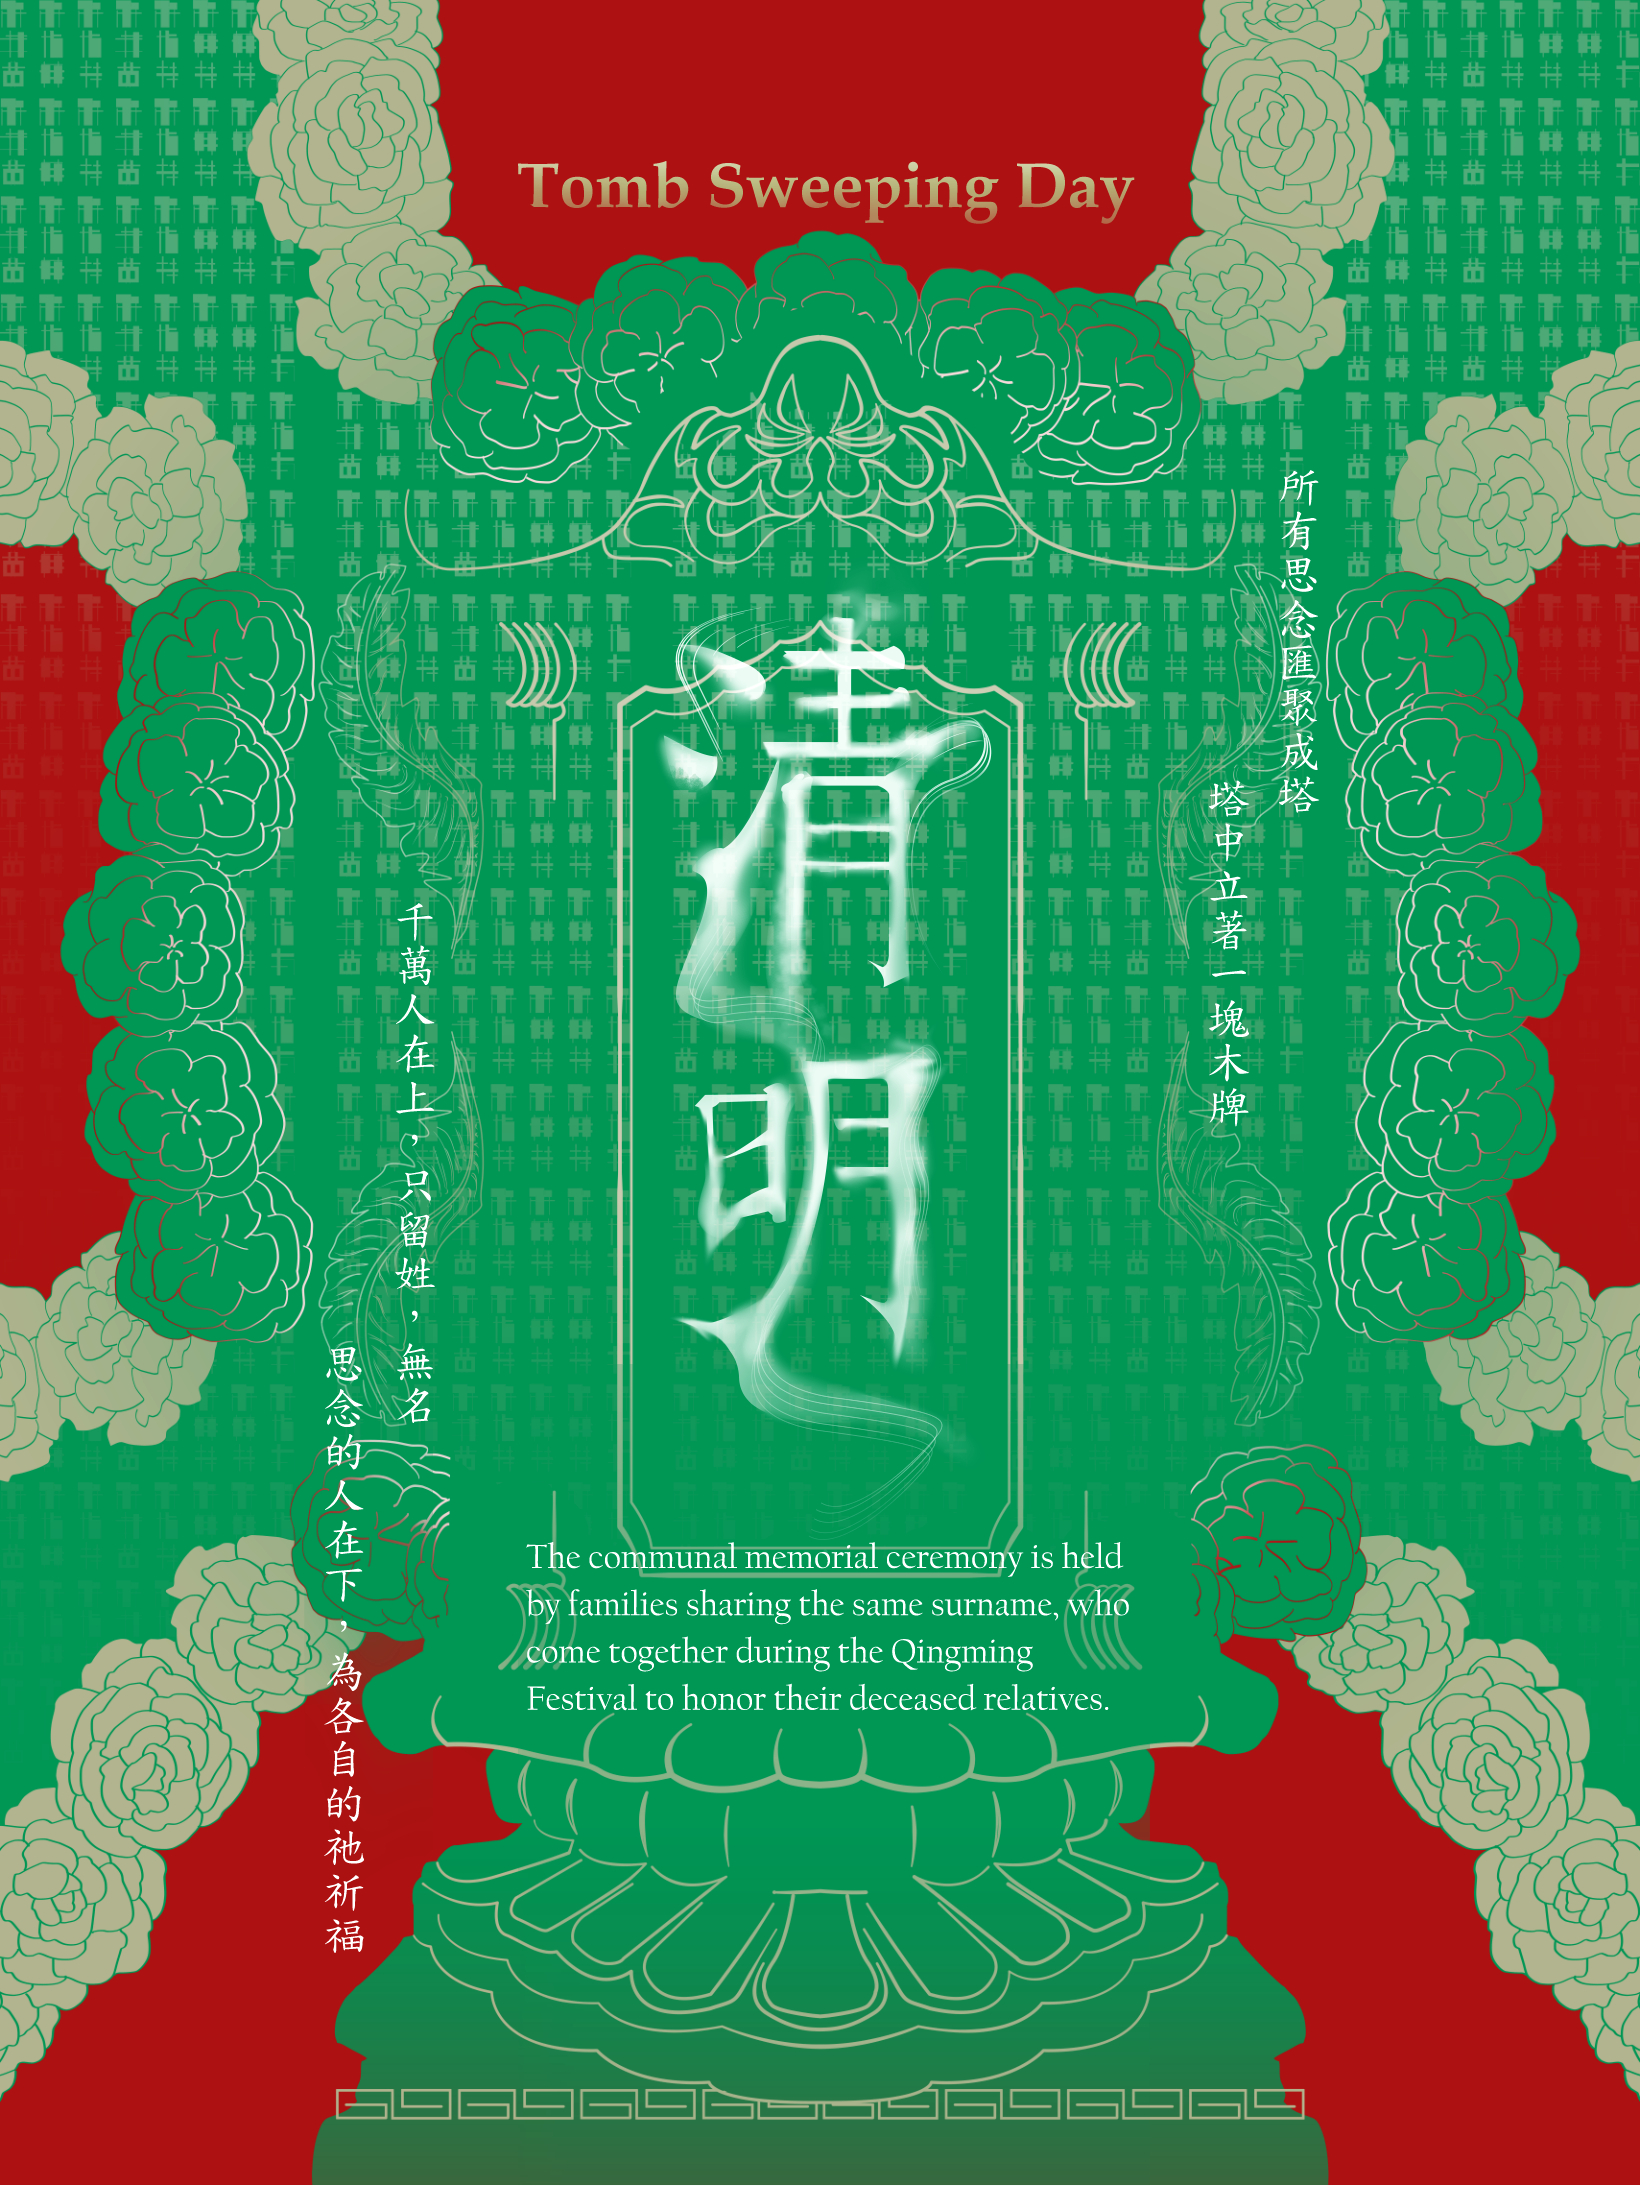 Tomb Sweeping Day
所有思念匯聚成塔
塔中立著一塊木牌
清明
千萬人在上，只留姓，無名
思念的人在下，為各自的祂祈福
The communal memorial ceremony is held
by families sharing the same surname, who
come together during the Qingming
Festival to honor their deceased relatives.